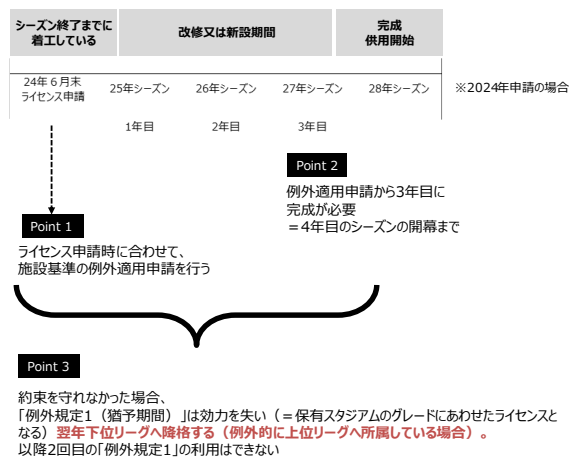 シーズン終了までに
着工している
改修又は新設期間
完成
供用開始
24年６月末
ライセンス申請
25年シーズン
26年シーズン
27年シーズン
28年シーズン
※2024年申請の場合
1年目
2年目
3年目
Point 2
例外適用申請から3年目に
完成が必要
＝4年目のシーズンの開幕まで
Point 1
ライセンス申請時に合わせて、
施設基準の例外適用申請を行う
Point 3
約束を守れなかった場合、
「例外規定1（猶予期間）」は効力を失い（＝保有スタジアムのグレードにあわせたライセンスと
なる）翌年下位リーグへ降格する（例外的に上位リーグへ所属している場合）。
以降2回目の「例外規定1」の利用はできない